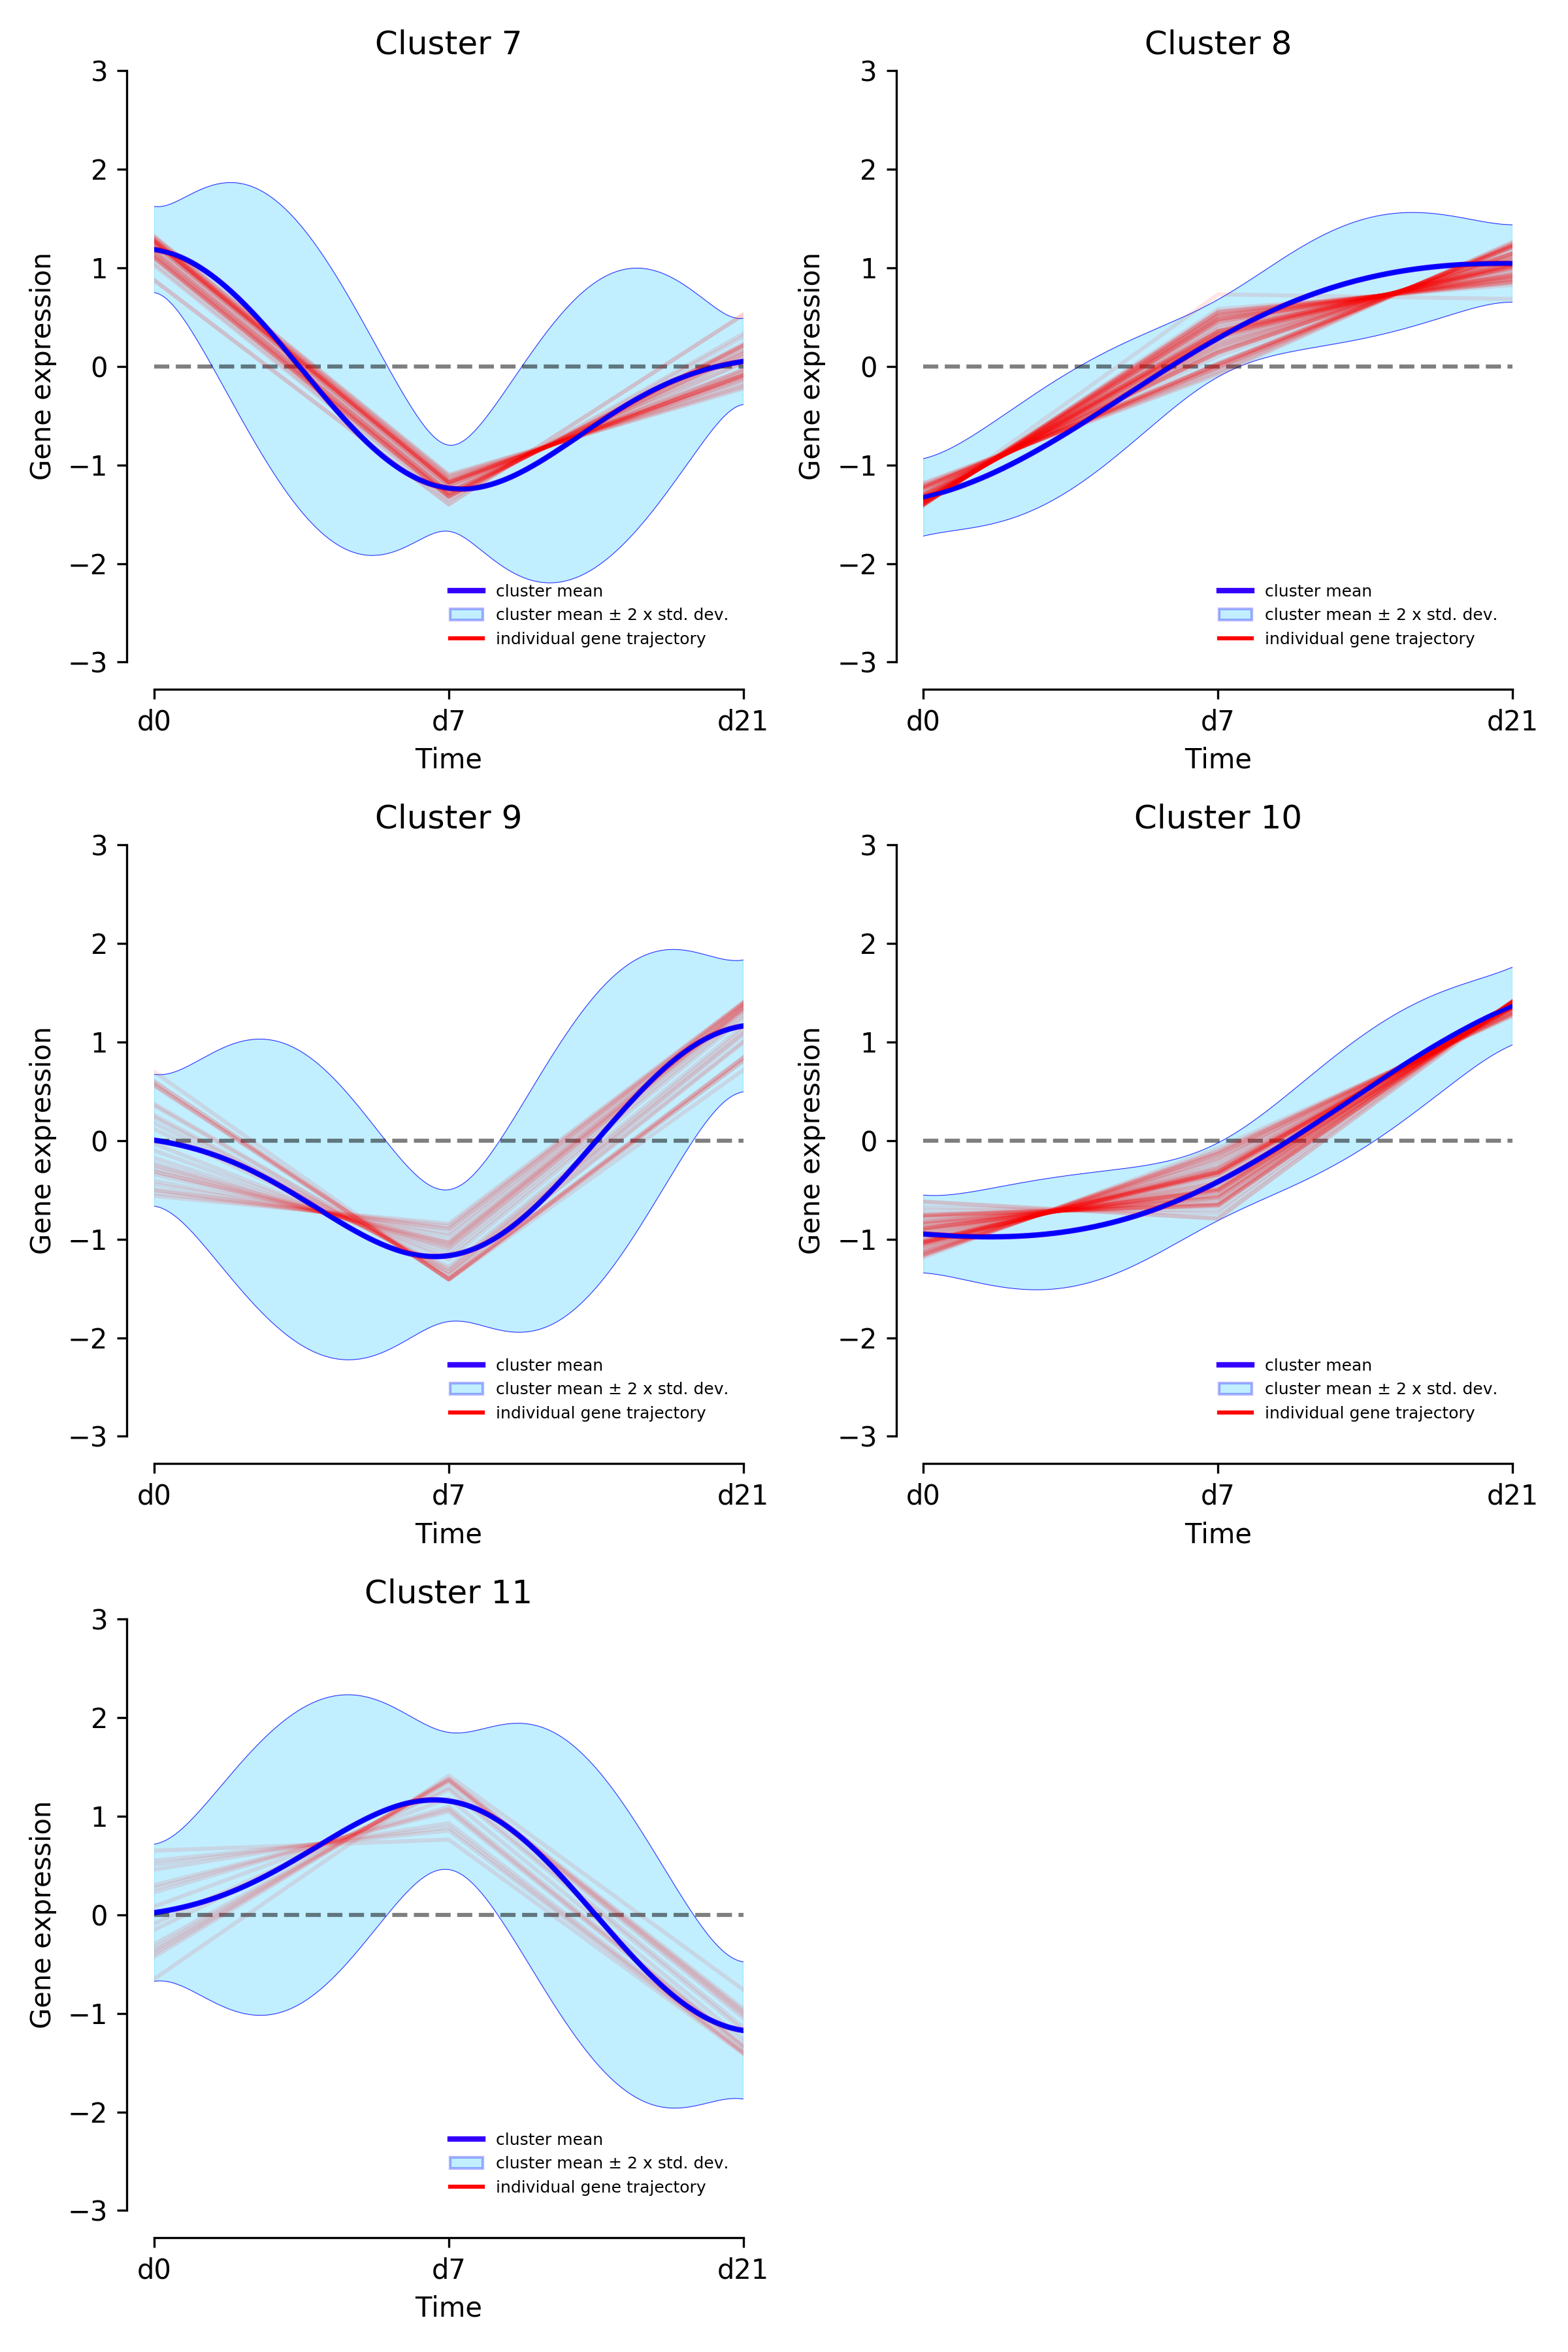 Cluster 7
3
2
1
0
−1
−2
−3
Gene expression
cluster mean
cluster mean ± 2 x std. dev.
individual gene trajectory
d0
d7
d21
Time
Cluster 8
3
2
1
0
−1
−2
−3
Gene expression
cluster mean
cluster mean ± 2 x std. dev.
individual gene trajectory
d0
d7
d21
Time
Cluster 9
3
2
1
0
−1
−2
−3
Gene expression
cluster mean
cluster mean ± 2 x std. dev.
individual gene trajectory
d0
d7
d21
Time
Cluster 10
3
2
1
0
−1
−2
−3
Gene expression
cluster mean
cluster mean ± 2 x std. dev.
individual gene trajectory
d0
d7
d21
Time
Cluster 11
3
2
1
0
−1
−2
−3
Gene expression
cluster mean
cluster mean ± 2 x std. dev.
individual gene trajectory
d0
d7
d21
Time